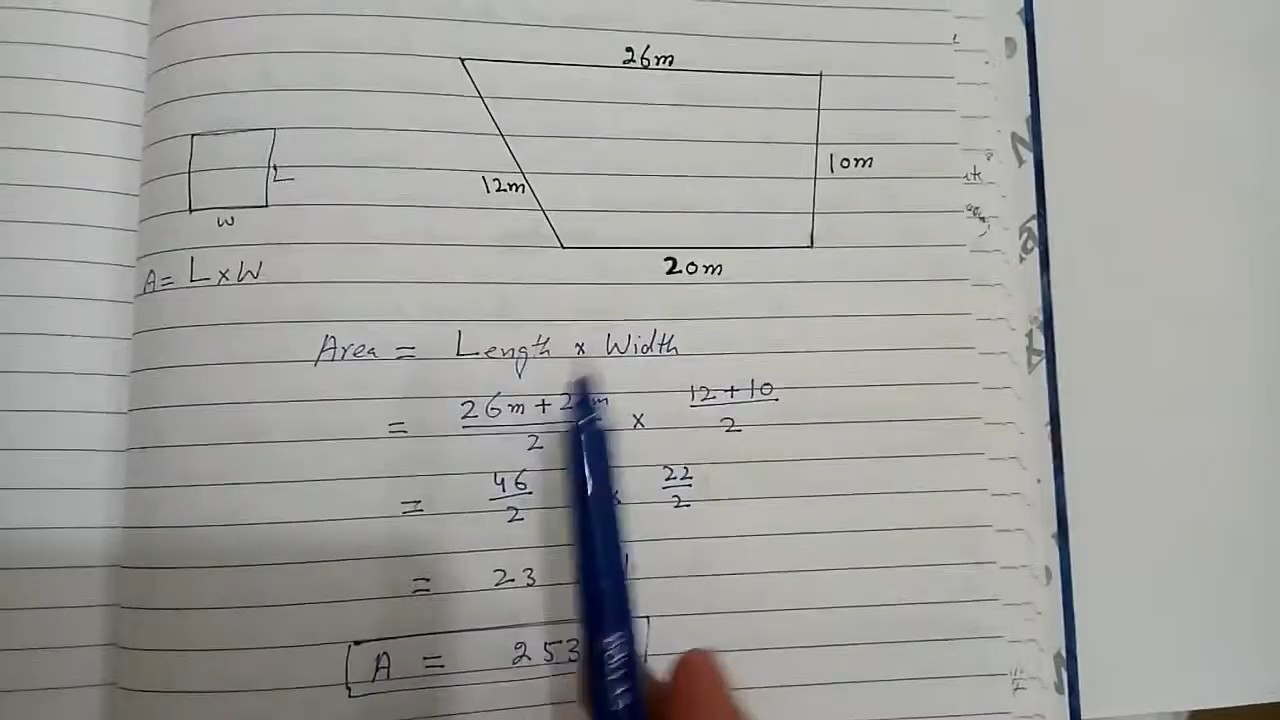 26m
10m
12m
L
W
20m
A = L x W
Area = Length x Width
= 26m + 2 m / 2 x 12 + 10 / 2
= 46 / 2 x 22 / 2
= 23
A = 253